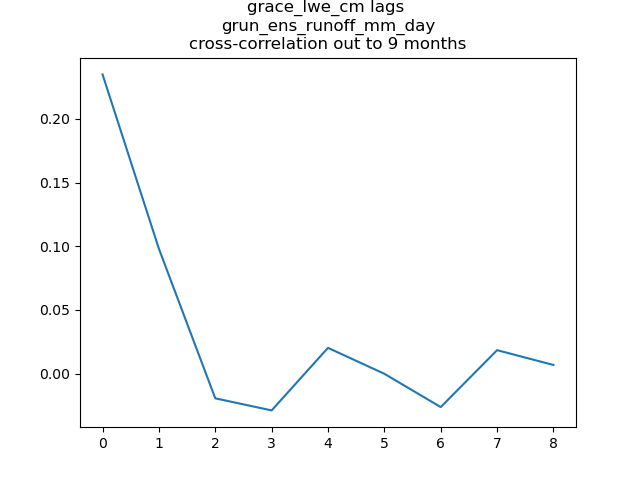 grace_lwe_cm lags
grun_ens_runoff_mm_day
cross-correlation out to 9 months
0.20
0.15
0.10
0.05
0.00
0 1 2 3 4 5 6 7 8